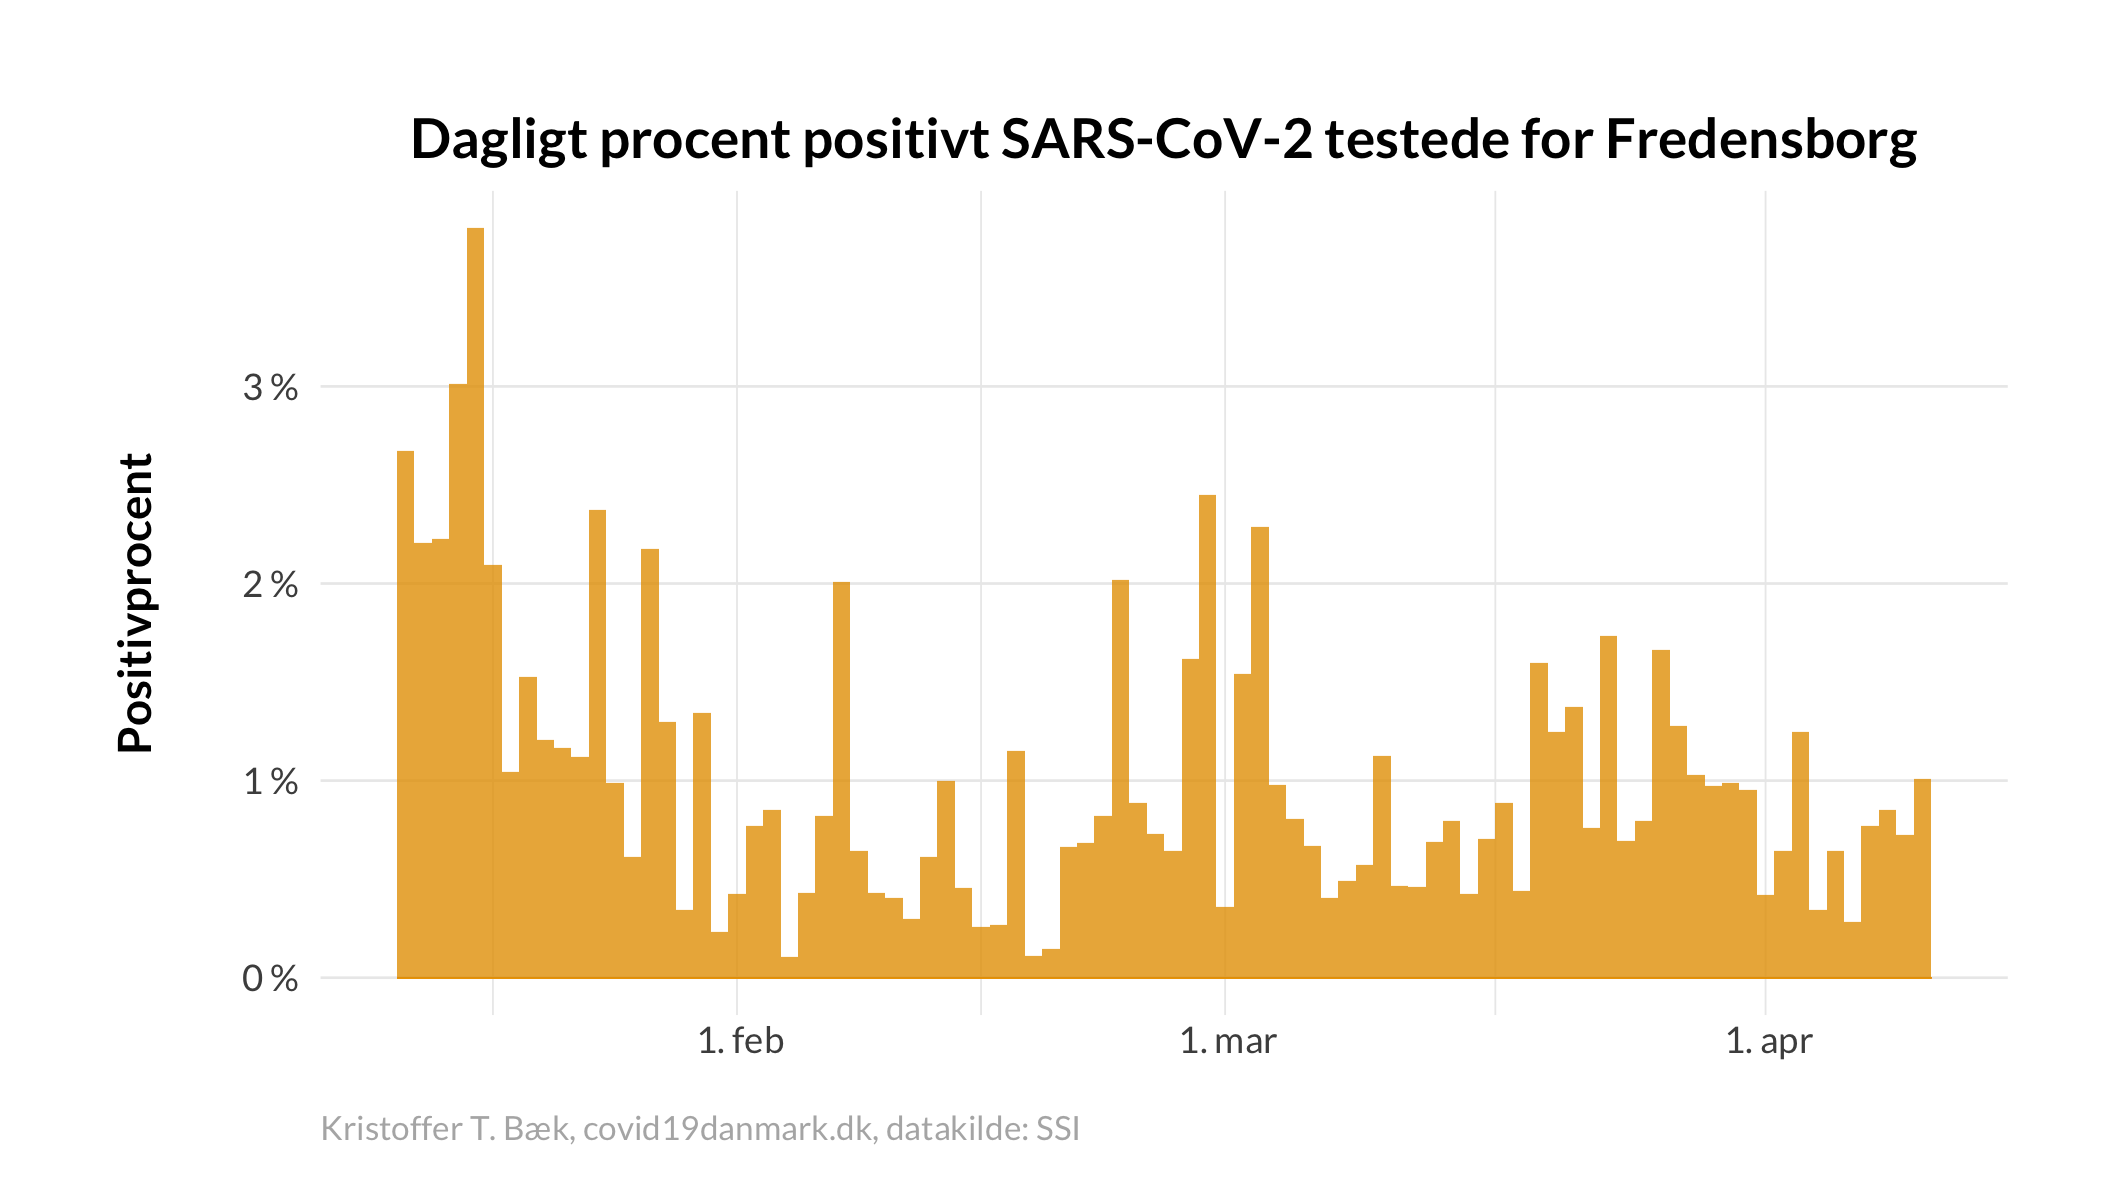 Dagligt procent positivt SARS-CoV-2 testede for Fredensborg
Positivprocent
3 %
2 %
1 %
0 %
1. feb
1. mar
1. apr
Kristoffer T. Bæk, covid19danmark.dk, datakilde: SSI